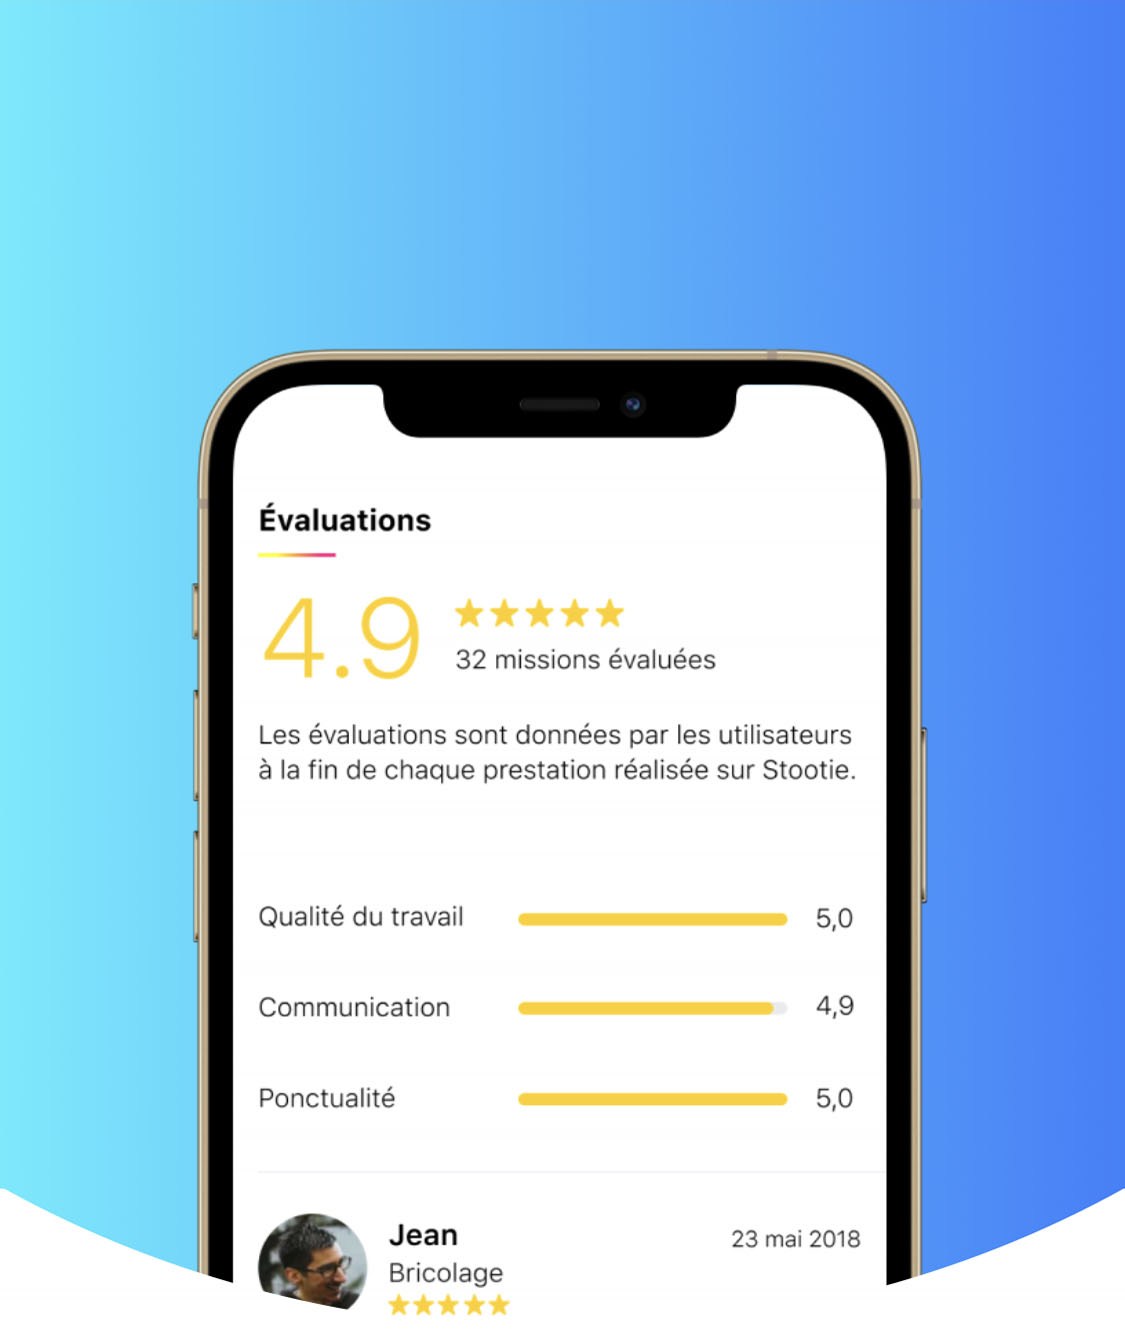 Évaluations
4.9
32 missions évaluées
Les évaluations sont données par les utilisateurs
à la fin de chaque prestation réalisée sur Stootie.
Qualité du travail 5,0
Communication 4,9
Ponctualité 5,0
Jean 23 mai 2018
Bricolage